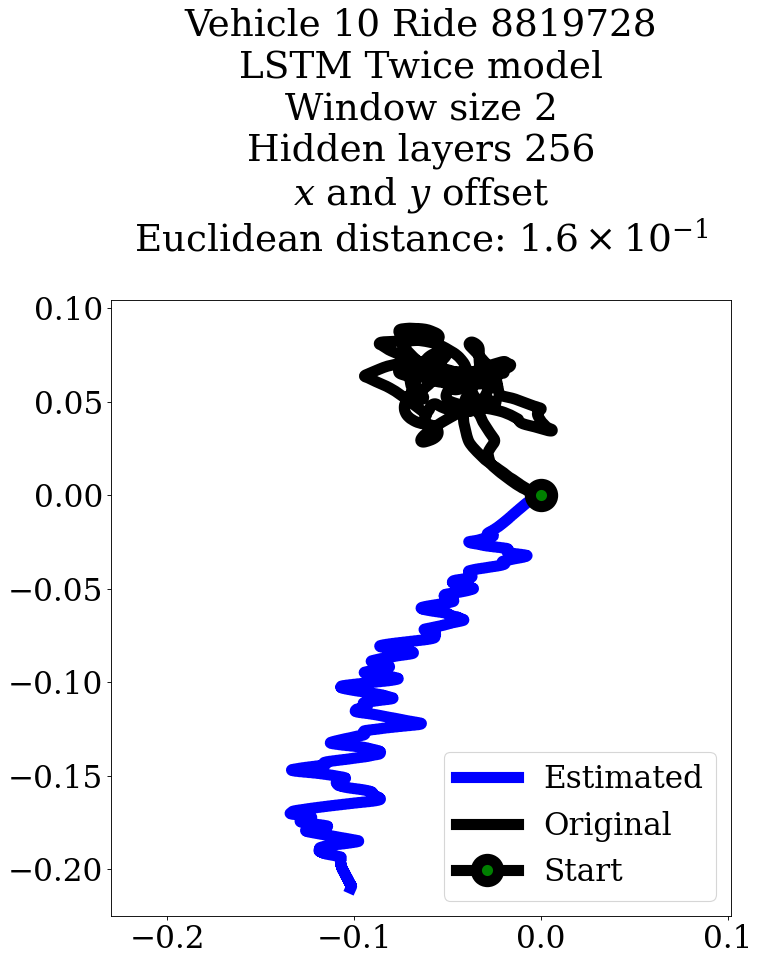 Vehicle 10 Ride 8819728
LSTM Twice model
Window size 2
Hidden layers 256
x and y offset
Euclidean distance: 1.6 × 10⁻¹
0.10
0.05
0.00
−0.05
−0.10
−0.15
−0.20
Estimated
Original
Start
−0.2 −0.1 0.0 0.1